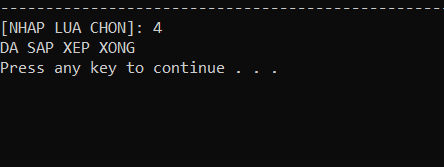 [NHAP LUA CHON]: 4
DA SAP XEP XONG
Press any key to continue . . .